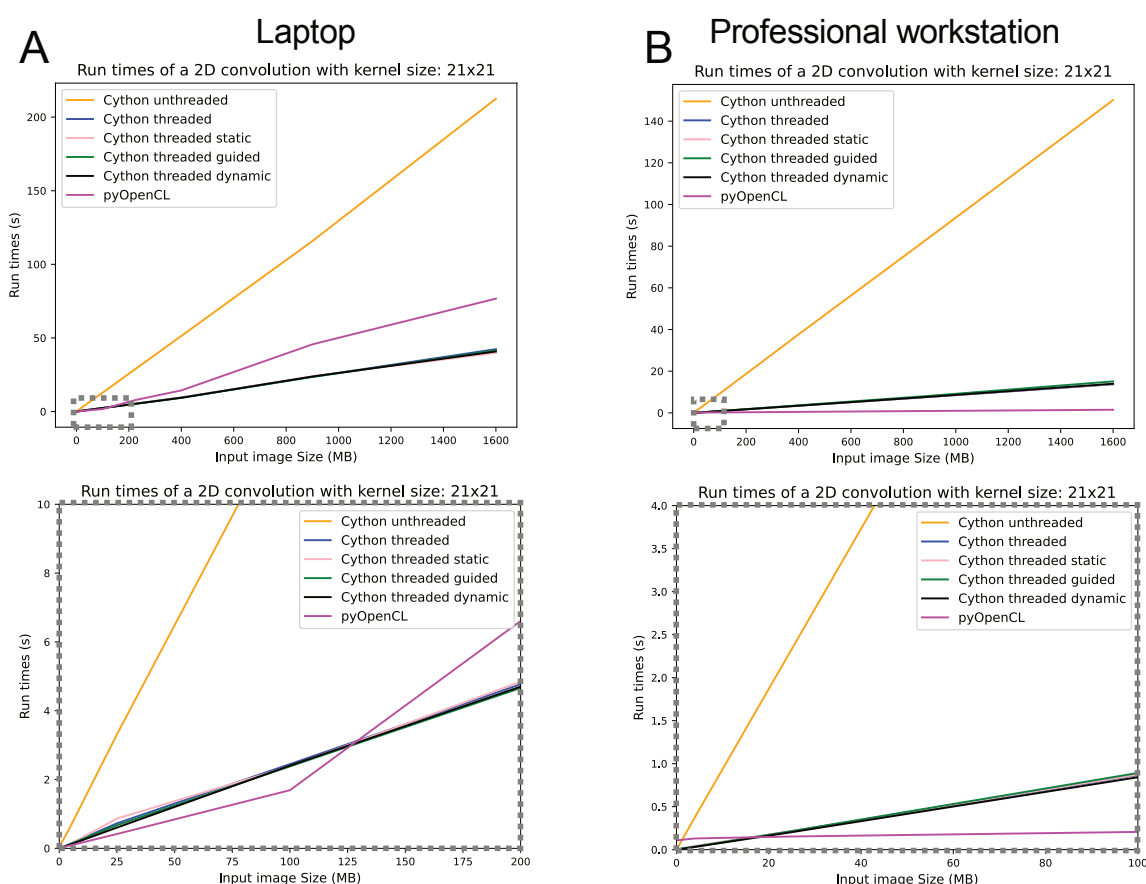 A
Laptop
Run times of a 2D convolution with kernel size: 21x21
Cython unthreaded
Cython threaded
Cython threaded static
Cython threaded guided
Cython threaded dynamic
pyOpenCL
Run times (s)
200
150
100
50
0
0 200 400 600 800 1000 1200 1400 1600
Input image Size (MB)
B
Professional workstation
Run times of a 2D convolution with kernel size: 21x21
Cython unthreaded
Cython threaded
Cython threaded static
Cython threaded guided
Cython threaded dynamic
pyOpenCL
Run times (s)
140
120
100
80
60
40
20
0
0 200 400 600 800 1000 1200 1400 1600
Input image Size (MB)
Run times of a 2D convolution with kernel size: 21x21
Cython unthreaded
Cython threaded
Cython threaded static
Cython threaded guided
Cython threaded dynamic
pyOpenCL
Run times (s)
10
8
6
4
2
0
0 25 50 75 100 125 150 175 200
Input image Size (MB)
Run times of a 2D convolution with kernel size: 21x21
Cython unthreaded
Cython threaded
Cython threaded static
Cython threaded guided
Cython threaded dynamic
pyOpenCL
Run times (s)
4.0
3.5
3.0
2.5
2.0
1.5
1.0
0.5
0.0
0 20 40 60 80 100
Input image Size (MB)